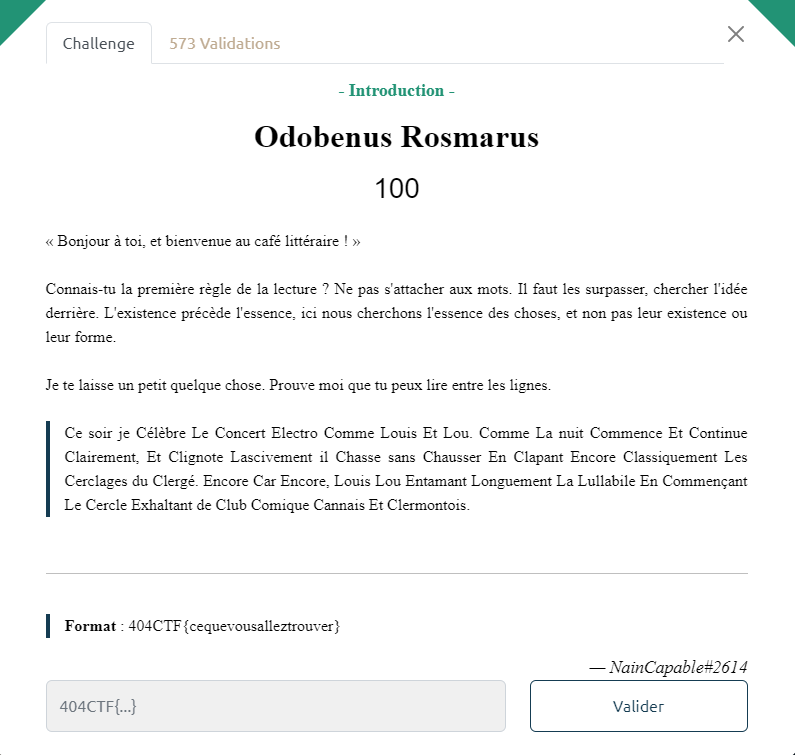 Challenge
573 Validations
- Introduction -
Odobenus Rosmarus
100
« Bonjour à toi, et bienvenue au café littéraire ! »
Connais-tu la première règle de la lecture ? Ne pas s'attacher aux mots. Il faut les surpasser, chercher l'idée
derrière. L'existence précède l'essence, ici nous cherchons l'essence des choses, et non pas leur existence ou
leur forme.
Je te laisse un petit quelque chose. Prouve moi que tu peux lire entre les lignes.
Ce soir je Célèbre Le Concert Electro Comme Louis Et Lou. Comme La nuit Commence Et Continue
Clairement, Et Clignote Lascivement il Chasse sans Chausser En Clapant Encore Classiquement Les
Cerclages du Clergé. Encore Car Encore, Louis Lou Entamant Longuement La Lullabile En Commençant
Le Cercle Exhaltant de Club Comique Cannais Et Clermontois.
Format : 404CTF{cequevousalleztrouver}
— NainCapable#2614
404CTF{...}
Valider